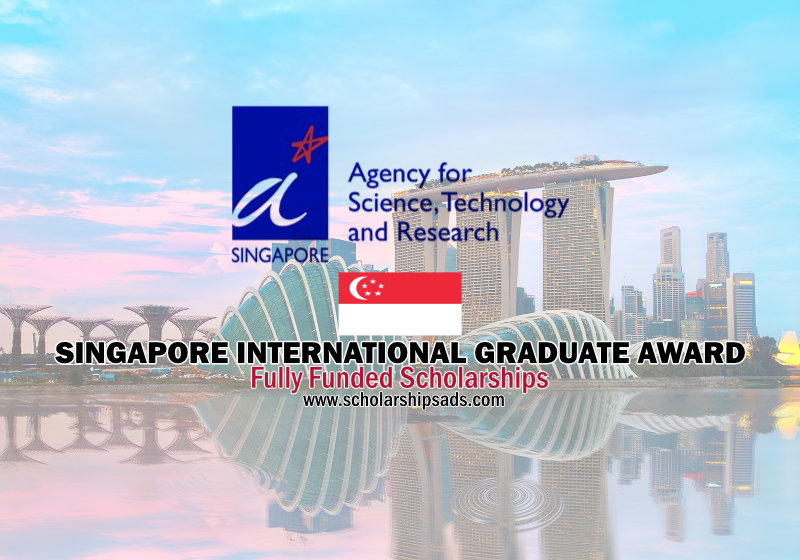 a
SINGAPORE
Agency for
Science, Technology
and Research
SINGAPORE INTERNATIONAL GRADUATE AWARD
Fully Funded Scholarships
www.scholarshipsads.com